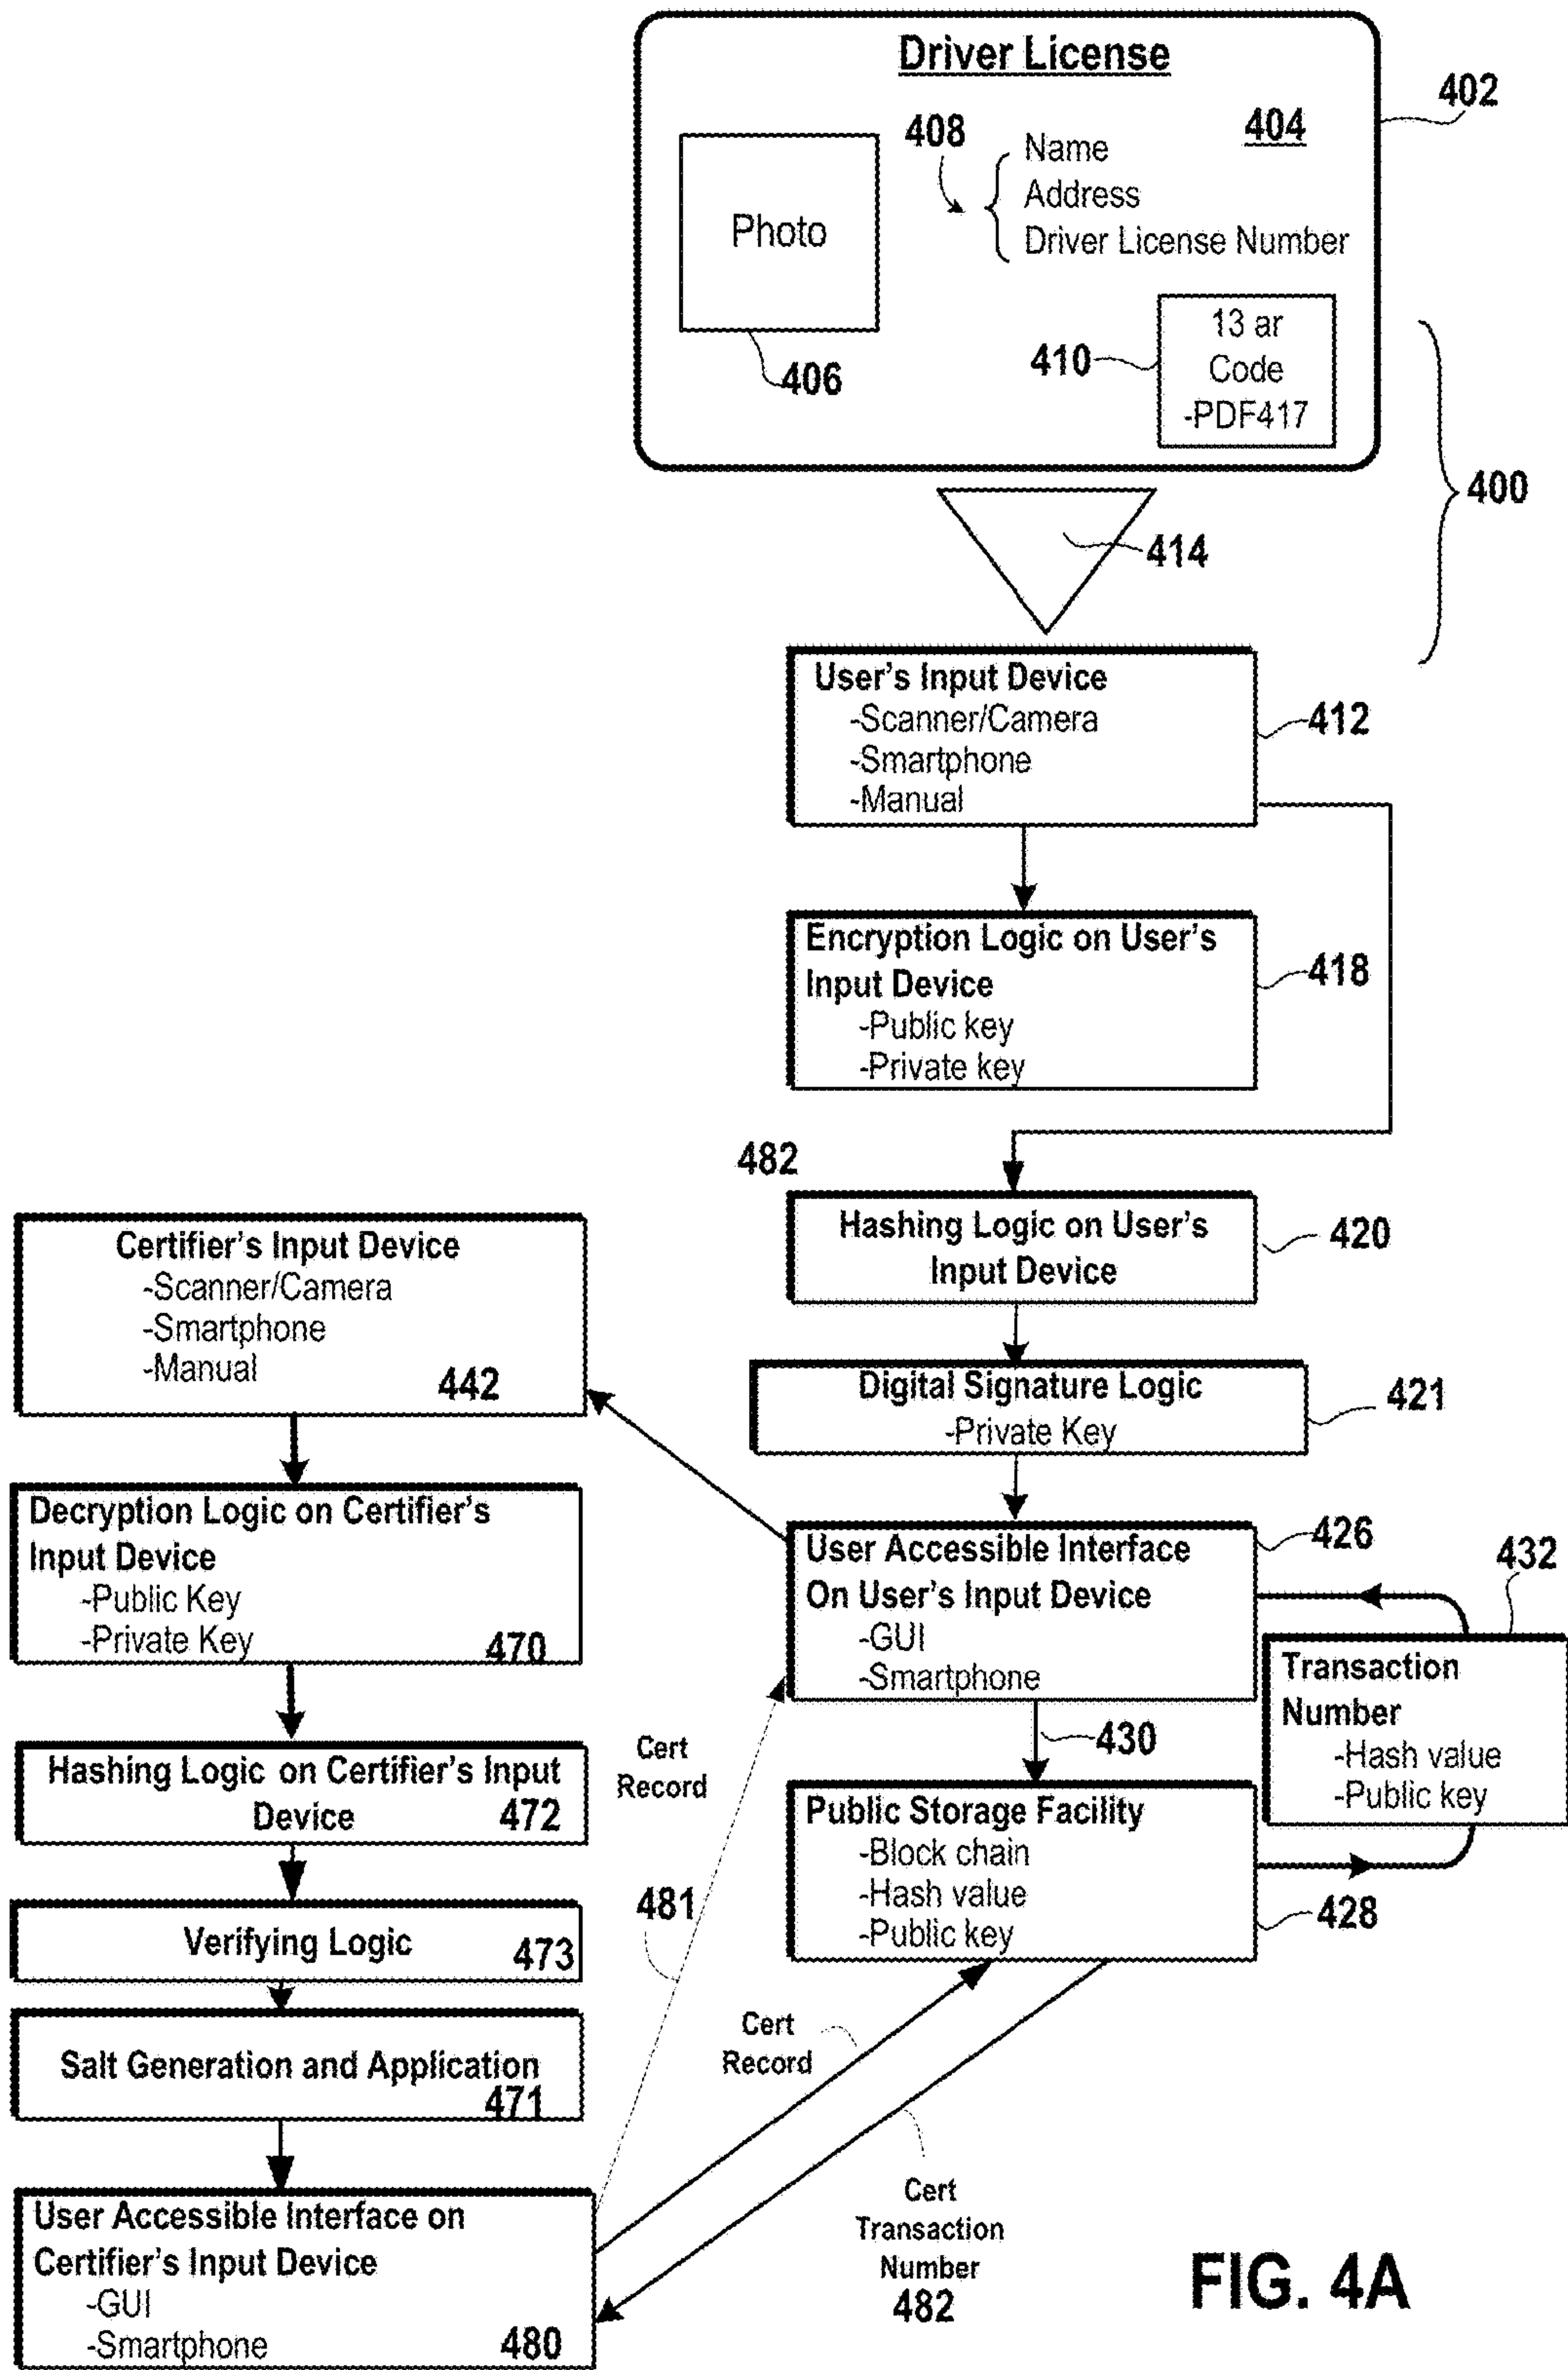 Driver License
402
404
408
Name
Address
Driver License Number
Photo
406
410
13 ar
Code
-PDF417
400
414
User's Input Device
-Scanner/Camera
-Smartphone
-Manual
412
Encryption Logic on User's
Input Device
-Public key
-Private key
418
482
Hashing Logic on User's
Input Device
420
Digital Signature Logic
-Private Key
421
User Accessible Interface
On User's Input Device
-GUI
-Smartphone
426
432
Transaction
Number
-Hash value
-Public key
430
Public Storage Facility
-Block chain
-Hash value
-Public key
428
Certifier's Input Device
-Scanner/Camera
-Smartphone
-Manual
442
Decryption Logic on Certifier's
Input Device
-Public Key
-Private Key
470
Hashing Logic on Certifier's Input
Device
472
Verifying Logic
473
Salt Generation and Application
471
User Accessible Interface on
Certifier's Input Device
-GUI
-Smartphone
480
Cert
Record
481
Cert
Record
Cert
Transaction
Number
482
FIG. 4A